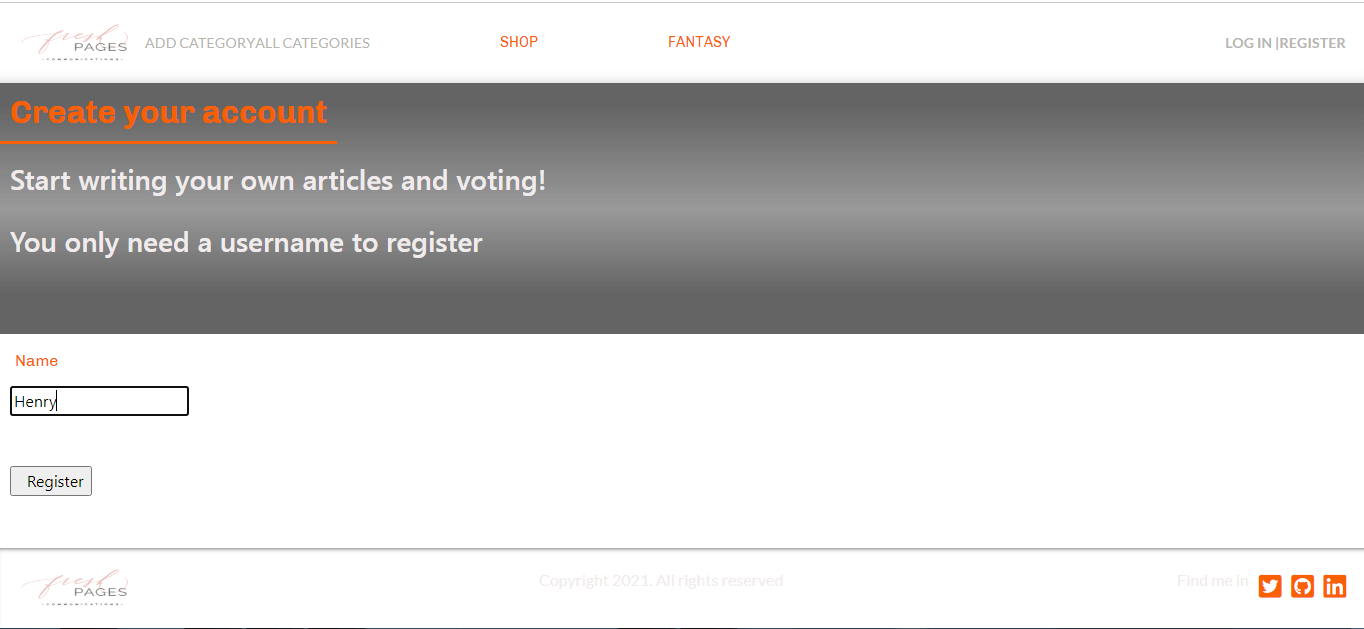 fresh
PAGES
COMMUNICATIONS
ADD CATEGORYALL CATEGORIES
SHOP
FANTASY
LOG IN |REGISTER
Create your account
Start writing your own articles and voting!
You only need a username to register
Name
Henry
Register
fresh
PAGES
COMMUNICATIONS
Copyright 2021. All rights reserved
Find me in